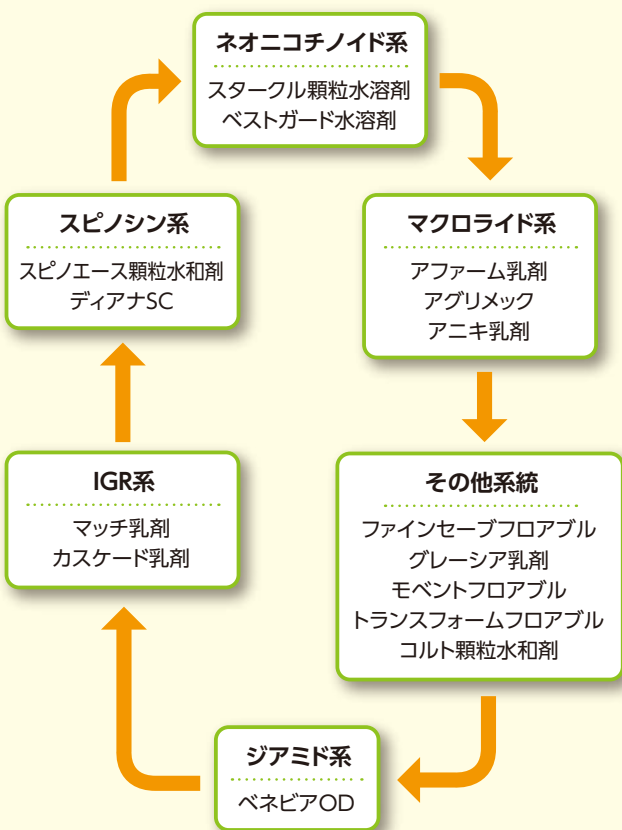 ネオニコチノイド系
スタークル顆粒水溶剤
ベストガード水溶剤
マクロライド系
アファーム乳剤
アグリメック
アニキ乳剤
その他系統
ファインセーブフロアブル
グレーシア乳剤
モベントフロアブル
トランスフォームフロアブル
コルト顆粒水和剤
ジアミド系
ベネビアOD
IGR系
マッチ乳剤
カスケード乳剤
スピノシン系
スピノエース顆粒水和剤
ディアナSC